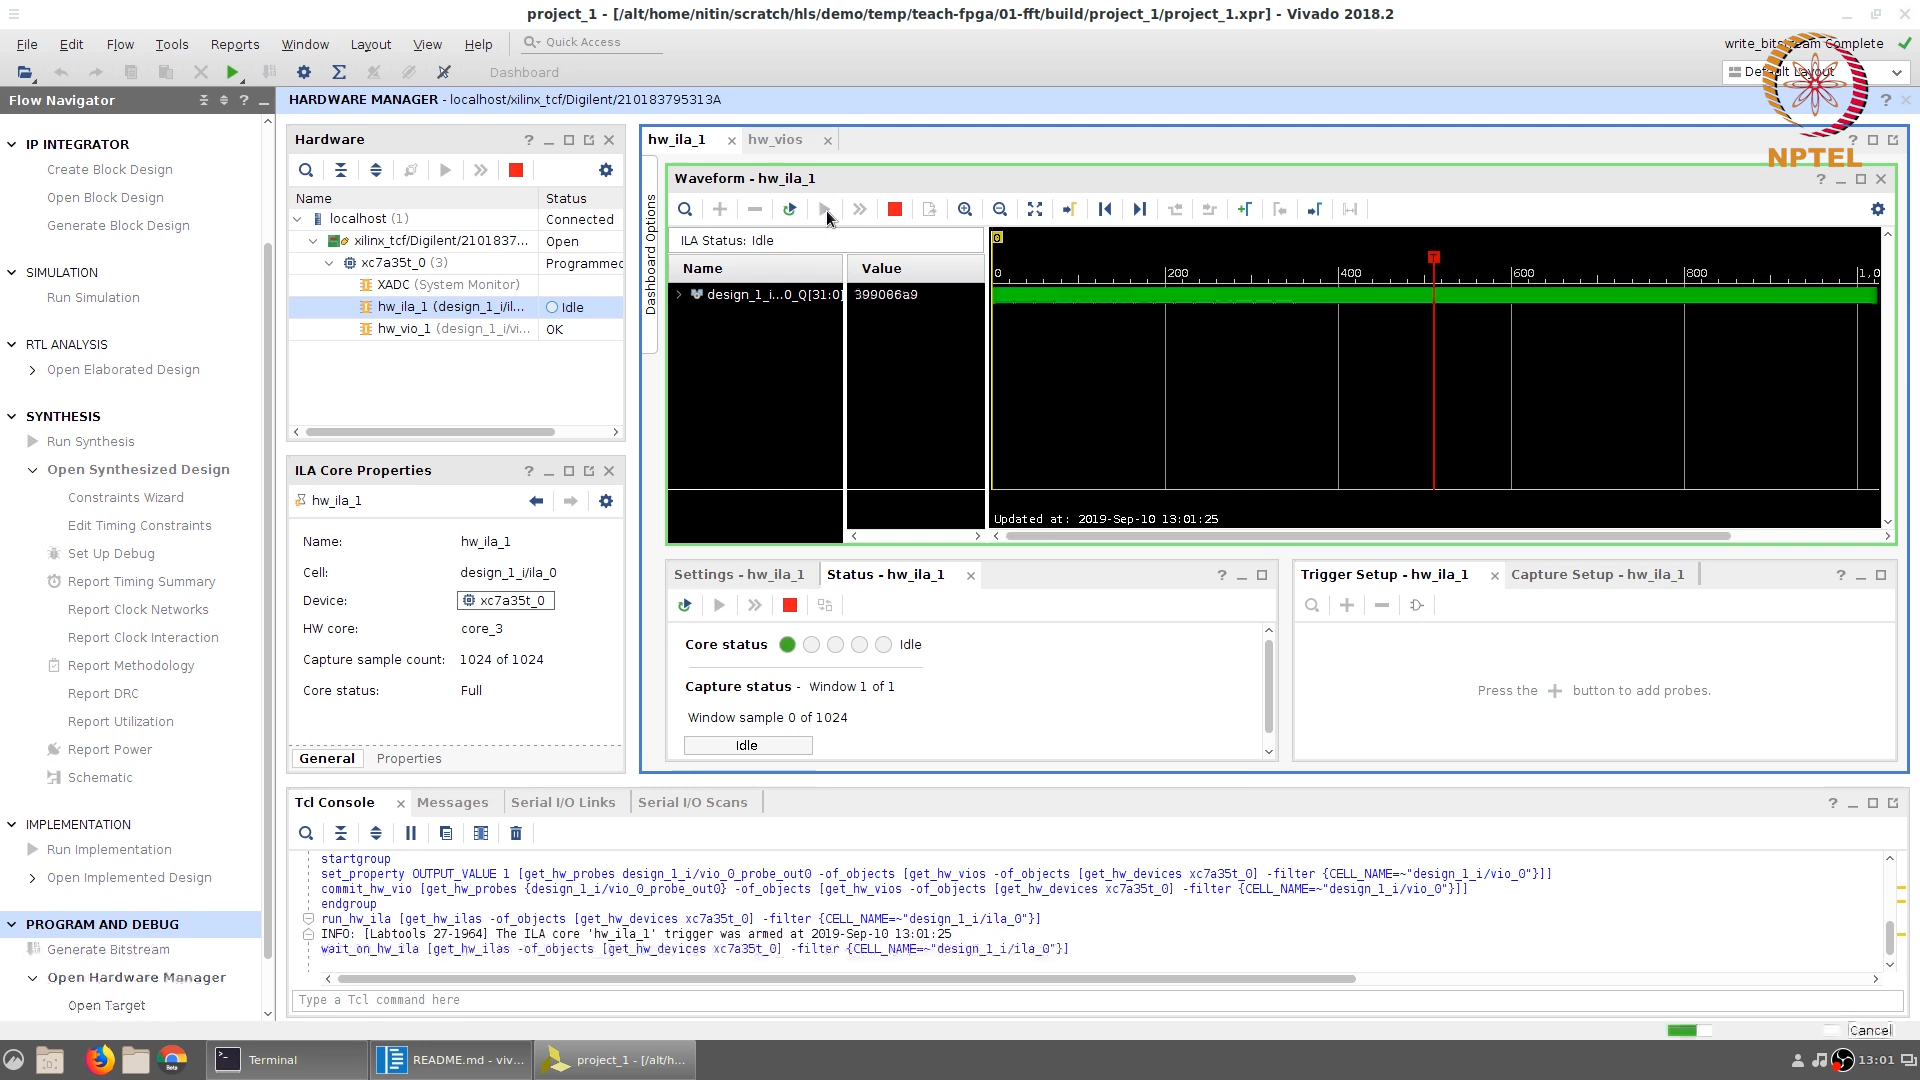 project_1 - [/alt/home/nitin/scratch/hls/demo/temp/teach-fpga/01-fft/build/project_1/project_1.xpr] - Vivado 2018.2
File Edit Flow Tools Reports Window Layout View Help Quick Access
write_bitstream Complete
Dashboard
Default Layout
NPTEL
Flow Navigator
IP INTEGRATOR
Create Block Design
Open Block Design
Generate Block Design
SIMULATION
Run Simulation
RTL ANALYSIS
Open Elaborated Design
SYNTHESIS
Run Synthesis
Open Synthesized Design
Constraints Wizard
Edit Timing Constraints
Set Up Debug
Report Timing Summary
Report Clock Networks
Report Clock Interaction
Report Methodology
Report DRC
Report Utilization
Report Power
Schematic
IMPLEMENTATION
Run Implementation
Open Implemented Design
PROGRAM AND DEBUG
Generate Bitstream
Open Hardware Manager
Open Target
HARDWARE MANAGER - localhost/xilinx_tcf/Digilent/210183795313A
Hardware
Name Status
localhost (1) Connected
xilinx_tcf/Digilent/2101837... Open
xc7a35t_0 (3) Programmed
XADC (System Monitor)
hw_ila_1 (design_1_i/il... Idle
hw_vio_1 (design_1_i/vi... OK
ILA Core Properties
hw_ila_1
Name: hw_ila_1
Cell: design_1_i/ila_0
Device: xc7a35t_0
HW core: core_3
Capture sample count: 1024 of 1024
Core status: Full
General Properties
hw_ila_1 hw_vios
Dashboard Options
Waveform - hw_ila_1
ILA Status: Idle
Name Value
design_1_i...0_Q[31:0] 399086a9
0
0 200 400 600 800 1,0
T
Updated at: 2019-Sep-10 13:01:25
Settings - hw_ila_1 Status - hw_ila_1
Core status Idle
Capture status - Window 1 of 1
Window sample 0 of 1024
Idle
Trigger Setup - hw_ila_1 Capture Setup - hw_ila_1
Press the + button to add probes.
Tcl Console Messages Serial I/O Links Serial I/O Scans
startgroup
set_property OUTPUT_VALUE 1 [get_hw_probes design_1_i/vio_0_probe_out0 -of_objects [get_hw_vios -of_objects [get_hw_devices xc7a35t_0] -filter {CELL_NAME=~"design_1_i/vio_0"}]]
commit_hw_vio [get_hw_probes {design_1_i/vio_0_probe_out0} -of_objects [get_hw_vios -of_objects [get_hw_devices xc7a35t_0] -filter {CELL_NAME=~"design_1_i/vio_0"}]]
endgroup
run_hw_ila [get_hw_ilas -of_objects [get_hw_devices xc7a35t_0] -filter {CELL_NAME=~"design_1_i/ila_0"}]
INFO: [Labtools 27-1964] The ILA core 'hw_ila_1' trigger was armed at 2019-Sep-10 13:01:25
wait_on_hw_ila [get_hw_ilas -of_objects [get_hw_devices xc7a35t_0] -filter {CELL_NAME=~"design_1_i/ila_0"}]
Type a Tcl command here
Cancel
Terminal README.md - viv... project_1 - [/alt/h... 13:01